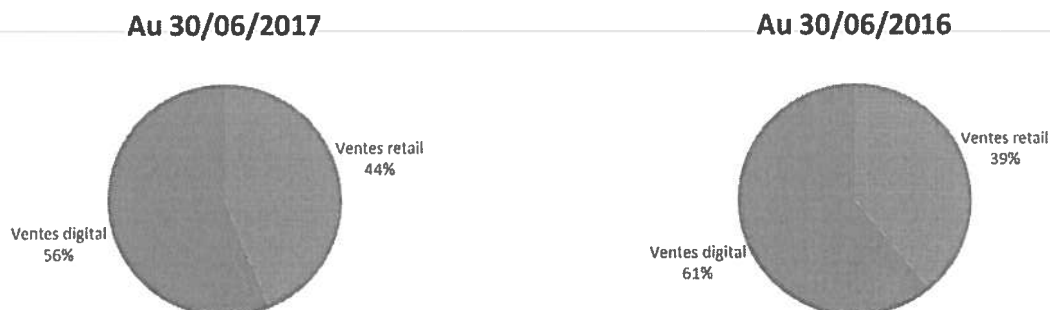 Au 30/06/2017
Ventes retail
44%
Ventes digital
56%
Au 30/06/2016
Ventes retail
39%
Ventes digital
61%